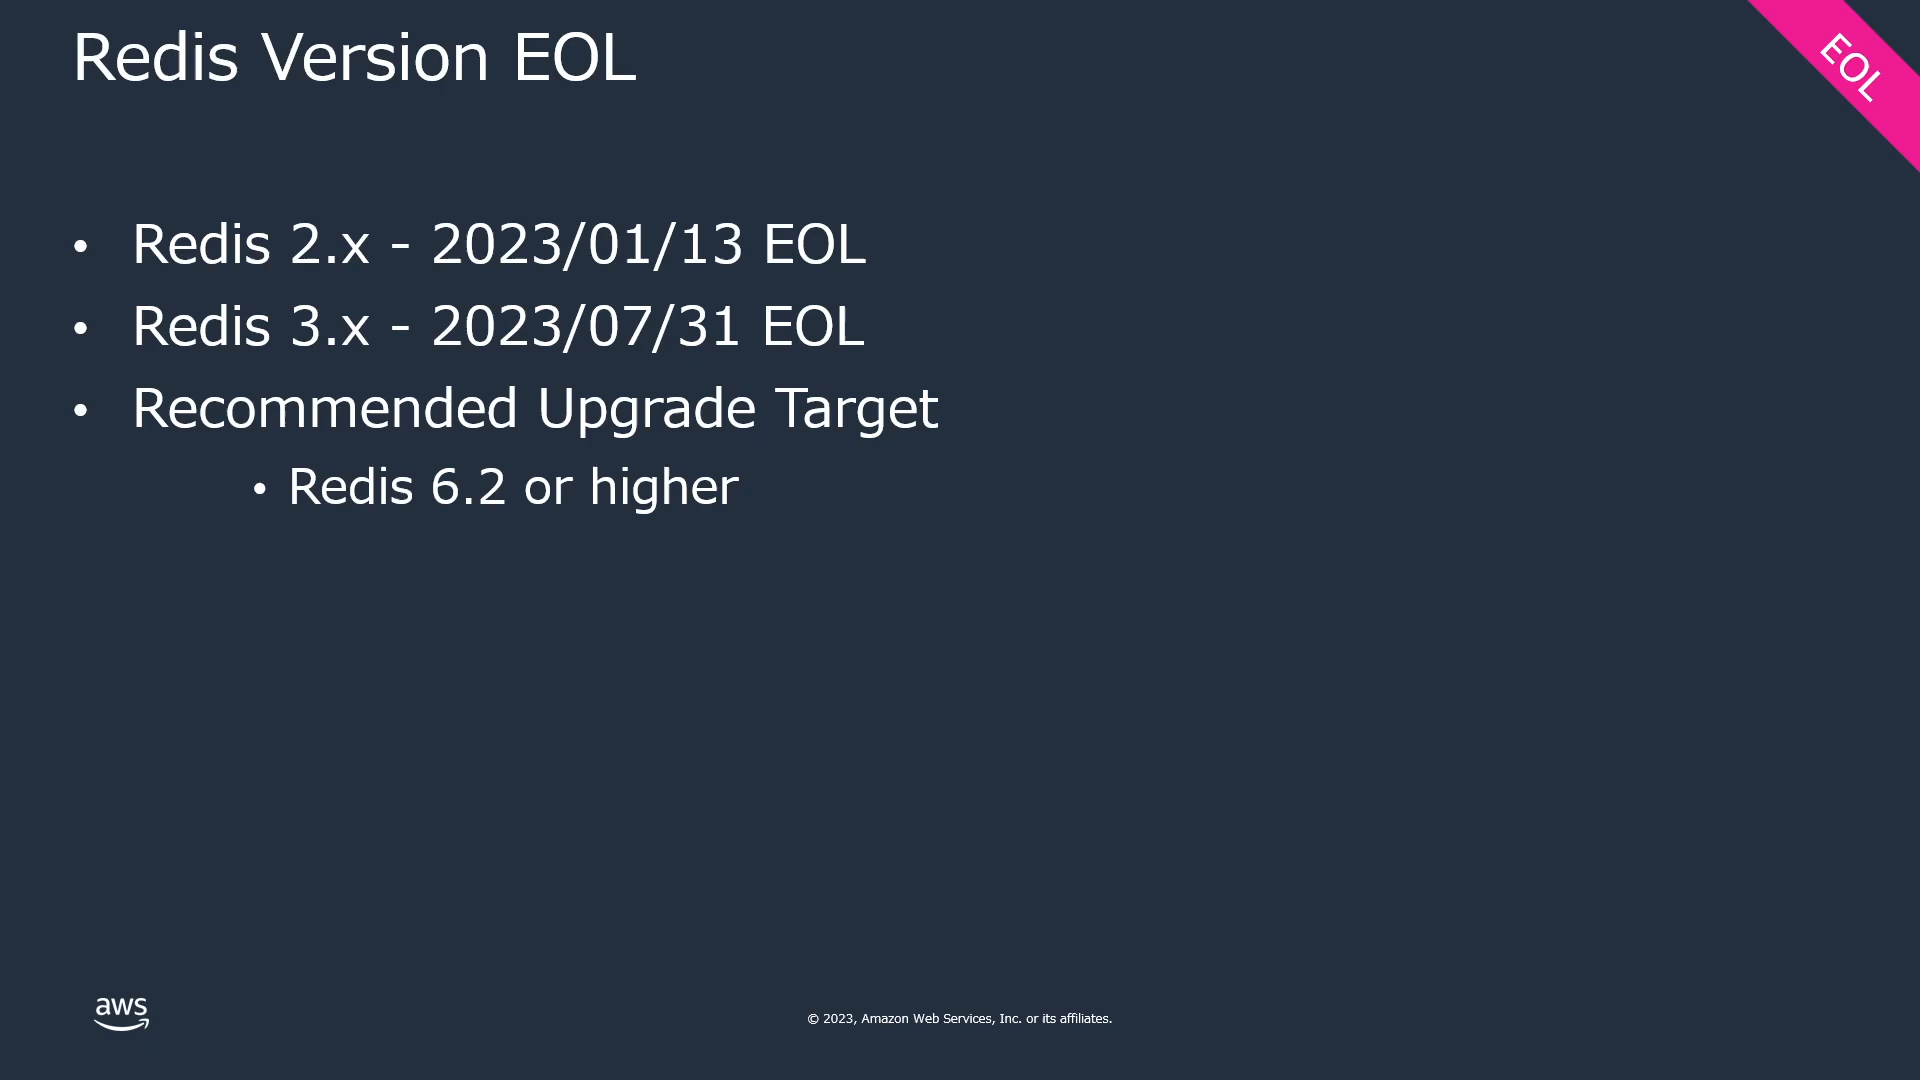 Redis Version EOL
EOL
• Redis 2.x - 2023/01/13 EOL
• Redis 3.x - 2023/07/31 EOL
• Recommended Upgrade Target
• Redis 6.2 or higher
aws
© 2023, Amazon Web Services, Inc. or its affiliates.